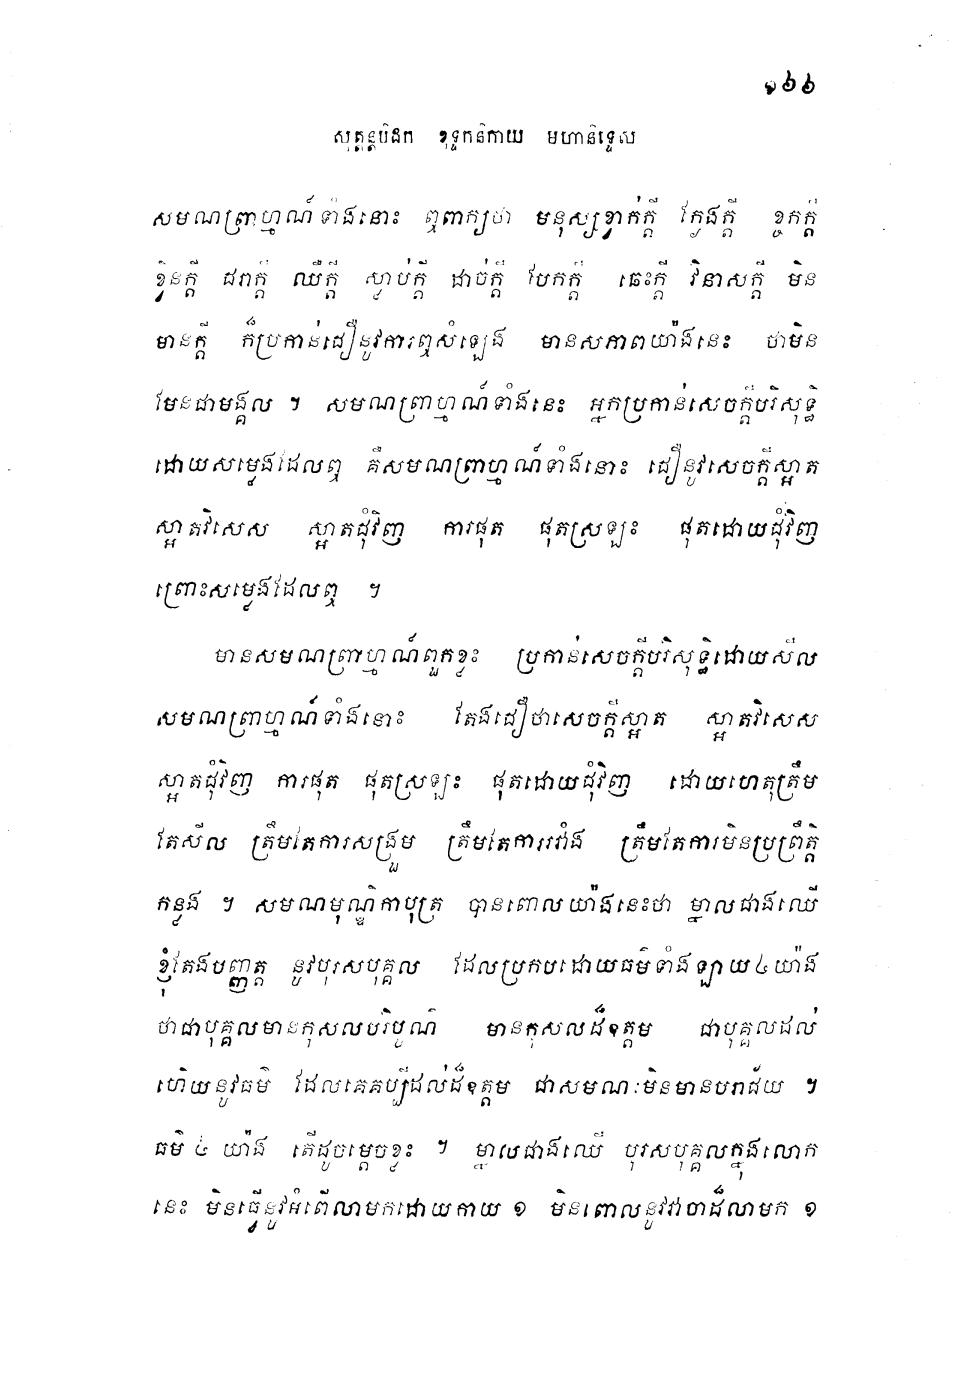 ១៦៦
សុត្តន្តបិដក ខុទ្ទកនិកាយ មហានិទ្ទេស
សមណព្រាហ្មណ៍ទាំងនោះ ឮពាក្យថា មនុស្សខ្វាក់ក្តី ក្ងែងក្តី ខ្ចកក្តី
ខ្វិនក្តី ដរាក្តី ឈឺក្តី ស្លាប់ក្តី ដាច់ក្តី បែកក្តី ឆេះក្តី វិនាសក្តី មិន
មានក្តី ក៏ប្រកាន់ជឿនូវការឮសំឡេង មានសភាពយ៉ាងនេះ ថាមិន
មែនជាមង្គល ។ សមណព្រាហ្មណ៍ទាំងនេះ អ្នកប្រកាន់សេចក្តីបរិសុទ្ធិ
ដោយសម្លេងដែលឮ គឺសមណព្រាហ្មណ៍ទាំងនោះ ជឿនូវសេចក្តីស្អាត
ស្អាតវិសេស ស្អាតជុំវិញ ការផុត ផុតស្រឡះ ផុតដោយជុំវិញ
ព្រោះសម្លេងដែលឮ ។
មានសមណព្រាហ្មណ៍ពួកខ្លះ ប្រកាន់សេចក្តីបរិសុទ្ធិដោយសីល
សមណព្រាហ្មណ៍ទាំងនោះ តែងជឿថាសេចក្តីស្អាត ស្អាតវិសេស
ស្អាតជុំវិញ ការផុត ផុតស្រឡះ ផុតដោយជុំវិញ ដោយហេតុត្រឹម
តែសីល ត្រឹមតែការសង្រួម ត្រឹមតែការរវាំង ត្រឹមតែការមិនប្រព្រឹត្តិ
កន្លង ។ សមណមុណ្ឌិកាបុត្រ បានពោលយ៉ាងនេះថា ម្នាលជាងឈើ
ខ្ញុំតែងបញ្ញត្ត នូវបុរសបុគ្គល ដែលប្រកបដោយធម៌ទាំងឡាយ៤យ៉ាង
ថាជាបុគ្គលមានកុសលបរិបូណ៌ មានកុសលដ៏ឧត្តម ជាបុគ្គលដល់
ហើយនូវធម៌ ដែលគេគប្បីដល់ដ៏ឧត្តម ជាសមណៈមិនមានបរាជ័យ ។
ធម៌ ៤ យ៉ាង តើដូចម្តេចខ្លះ ។ ម្នាលជាងឈើ បុរសបុគ្គលក្នុងលោក
នេះ មិនធ្វើនូវអំពើលាមកដោយកាយ ១ មិនពោលនូវវាចាដ៏លាមក ១